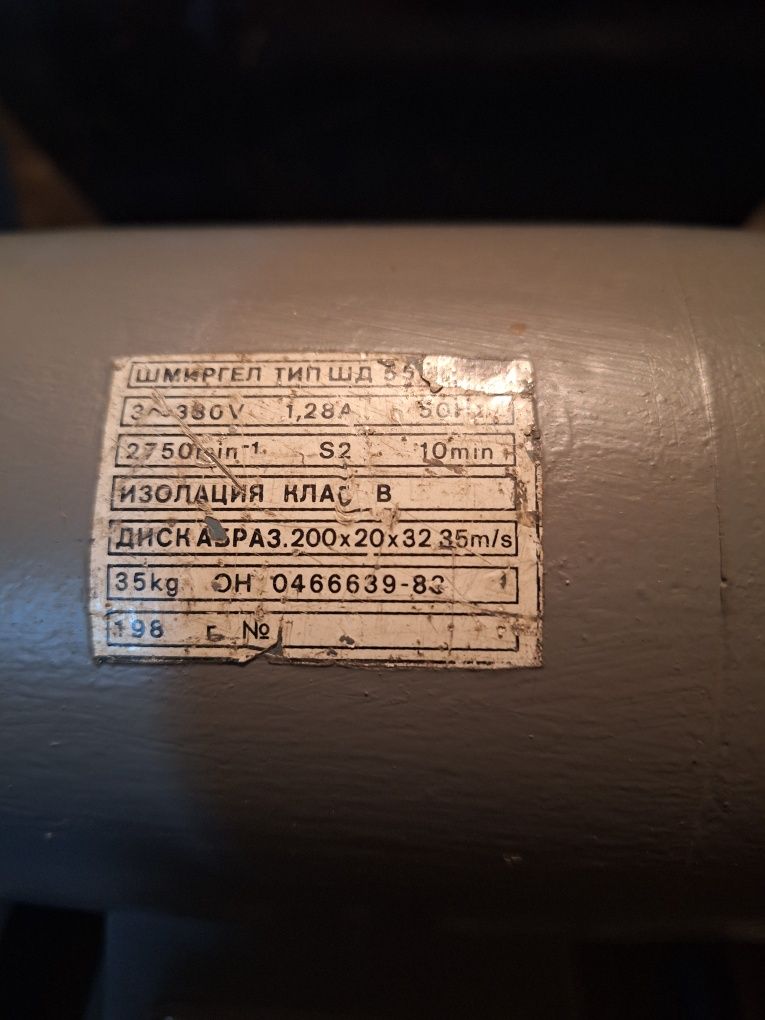 ШМИРГЕЛ ТИП ШД
3~380V 1,28A 50Hz
2750min⁻¹ S2 10min
ИЗОЛАЦИЯ КЛАС В
ДИСК АБРАЗ. 200x20x32 35m/s
35kg ОН 0466639-83
198 г. №